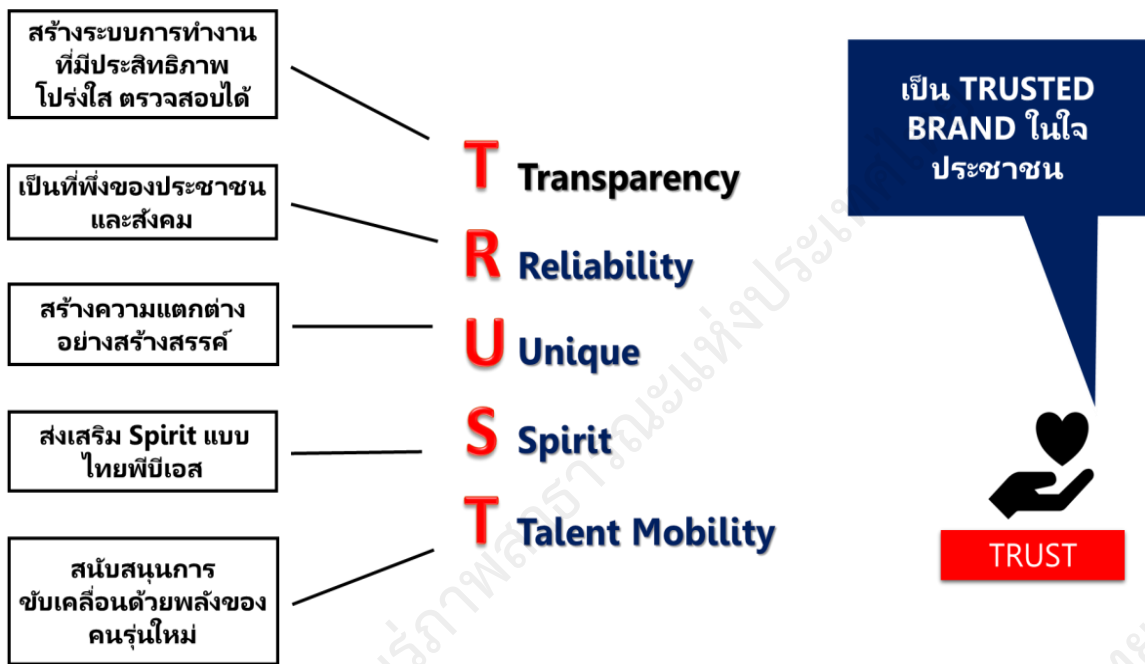 สร้างระบบการทำงาน
ที่มีประสิทธิภาพ
โปร่งใส ตรวจสอบได้
เป็นที่พึ่งของประชาชน
และสังคม
สร้างความแตกต่าง
อย่างสร้างสรรค์
ส่งเสริม Spirit แบบ
ไทยพีบีเอส
สนับสนุนการ
ขับเคลื่อนด้วยพลังของ
คนรุ่นใหม่
T Transparency
R Reliability
U Unique
S Spirit
T Talent Mobility
เป็น TRUSTED
BRAND ในใจ
ประชาชน
TRUST